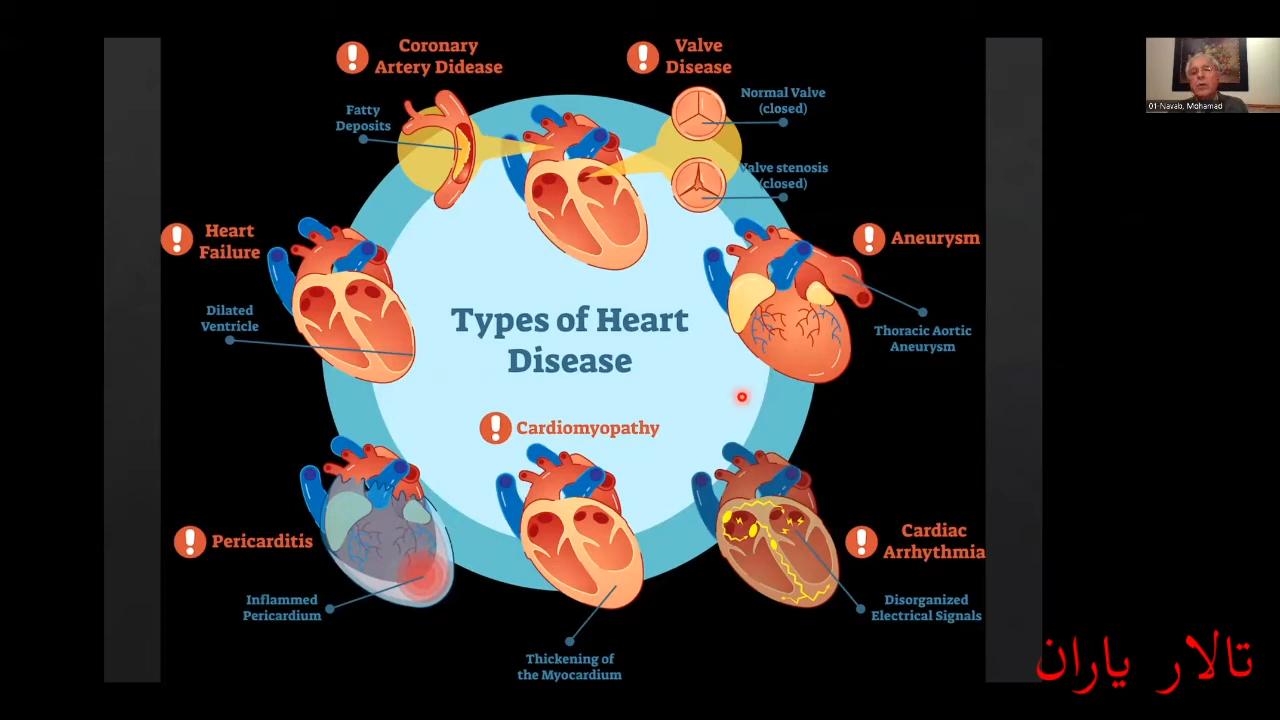 Coronary
Artery Didease
Fatty
Deposits
Valve
Disease
Normal Valve
(closed)
Valve stenosis
(closed)
01-Navab, Mohamad
Heart
Failure
Dilated
Ventricle
Aneurysm
Thoracic Aortic
Aneurysm
Types of Heart
Disease
Cardiomyopathy
Thickening of
the Myocardium
Pericarditis
Inflammed
Pericardium
Cardiac
Arrhythmia
Disorganized
Electrical Signals
تالار یاران